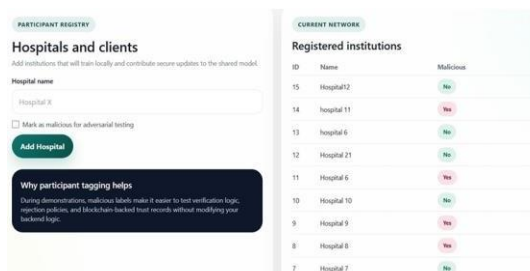 PARTICIPANT REGISTRY
Hospitals and clients
Add institutions that will train locally and contribute secure updates to the shared model.
Hospital name
Hospital X
Mark as malicious for adversarial testing
Add Hospital
Why participant tagging helps
During demonstrations, malicious labels make it easier to test verification logic,
rejection policies, and blockchain-backed trust records without modifying your
backend logic.
CURRENT NETWORK
Registered institutions
ID Name Malicious
15 Hospital12 No
14 hospital 11 Yes
13 hospital 6 No
12 Hospital 21 No
11 Hospital 6 Yes
10 Hospital 10 No
9 Hospital 9 Yes
8 Hospital 8 Yes
7 Hospital 7 No